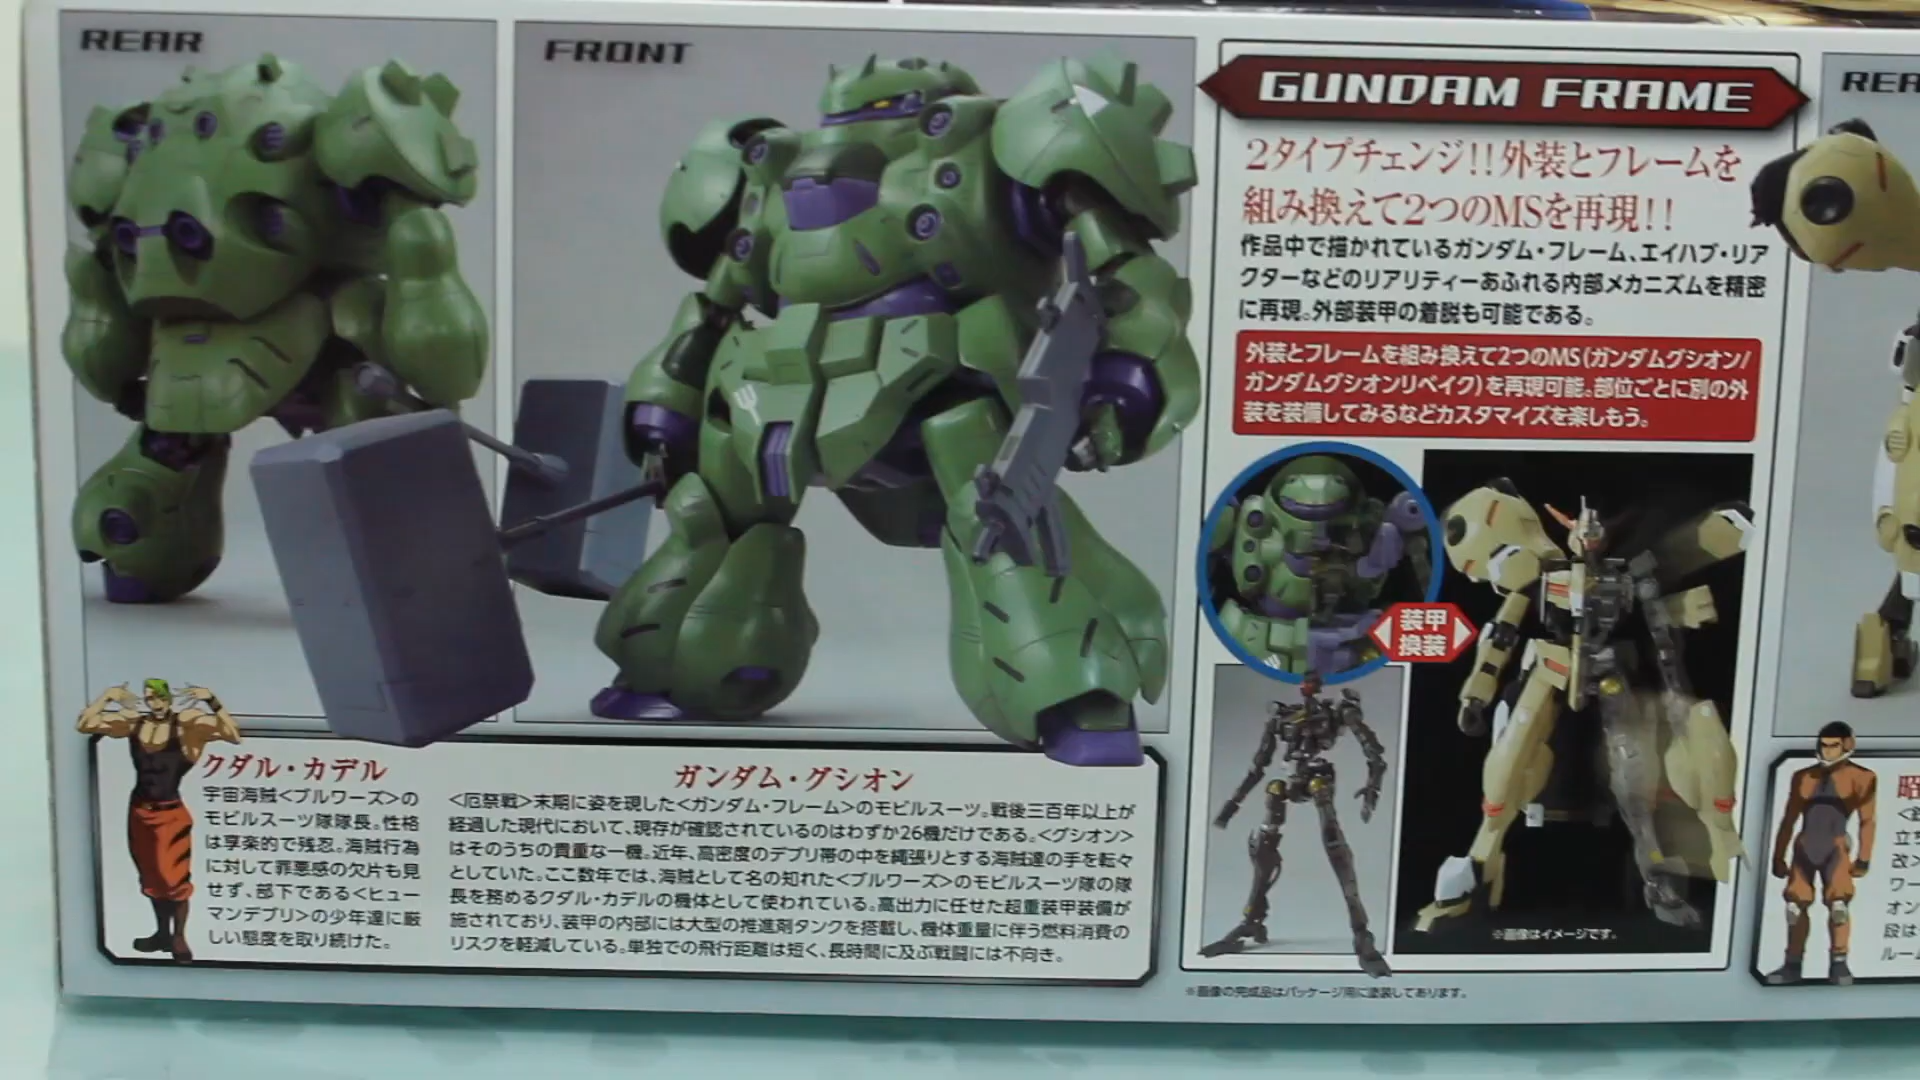 REAR
FRONT
GUNDAM FRAME
2タイプチェンジ!!外装とフレームを
組み換えて2つのMSを再現!!
作品中で描かれているガンダム・フレーム、エイハブ・リア
クターなどのリアリティーあふれる内部メカニズムを精密
に再現。外部装甲の着脱も可能である。
外装とフレームを組み換えて2つのMS(ガンダムグシオン/
ガンダムグシオンリベイク)を再現可能。部位ごとに別の外
装を装備してみるなどカスタマイズを楽しもう。
装甲
換装
※画像はイメージです。
※画像の完成品はパッケージ用に塗装してあります。
クダル・カデル
宇宙海賊<ブルワーズ>の
モビルスーツ隊隊長。性格
は享楽的で残忍。海賊行為
に対して罪悪感の欠片も見
せず、部下である<ヒュー
マンデブリ>の少年達に厳
しい態度を取り続けた。
ガンダム・グシオン
<厄祭戦>末期に姿を現した<ガンダム・フレーム>のモビルスーツ。戦後三百年以上が
経過した現代において、現存が確認されているのはわずか26機だけである。<グシオン>
はそのうちの貴重な一機。近年、高密度のデブリ帯の中を縄張りとする海賊達の手を転々
としていた。ここ数年では、海賊として名の知れた<ブルワーズ>のモビルスーツ隊の隊
長を務めるクダル・カデルの機体として使われている。高出力に任せた超重装甲装備が
施されており、装甲の内部には大型の推進剤タンクを搭載し、機体重量に伴う燃料消費の
リスクを軽減している。単独での飛行距離は短く、長時間に及ぶ戦闘には不向き。
REA
昭
立ち
改>
ワー
オン
段は
ルーム